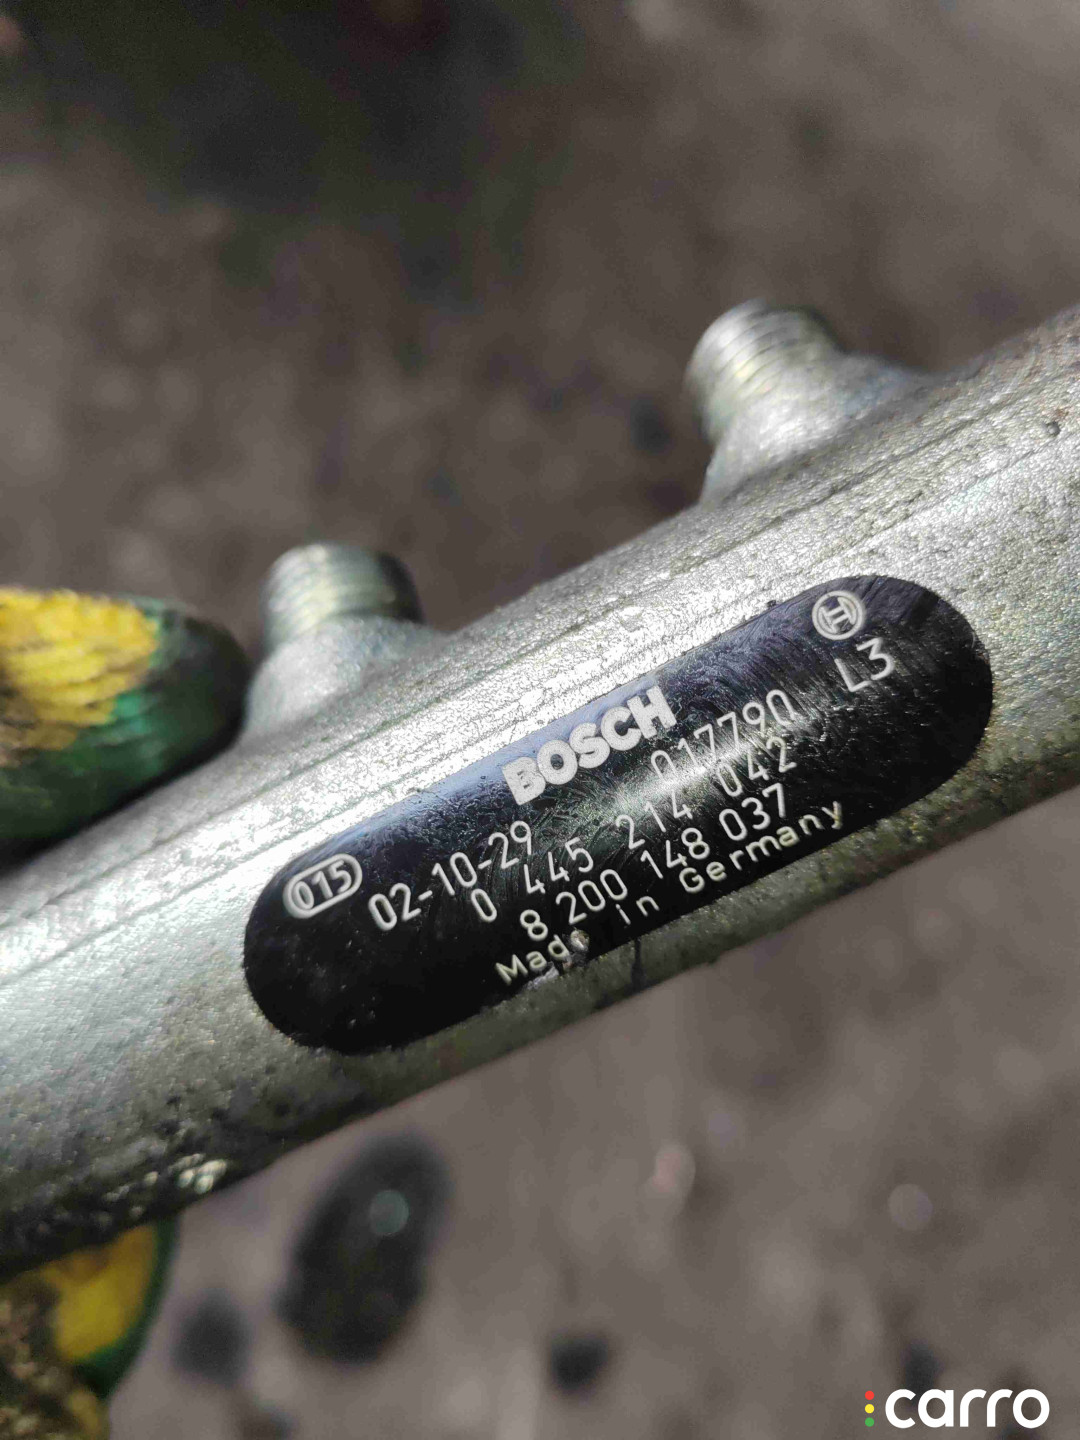 BOSCH
015 02-10-29 017790 L3
0 445 214 042
8 200 148 037
Made in Germany
carro